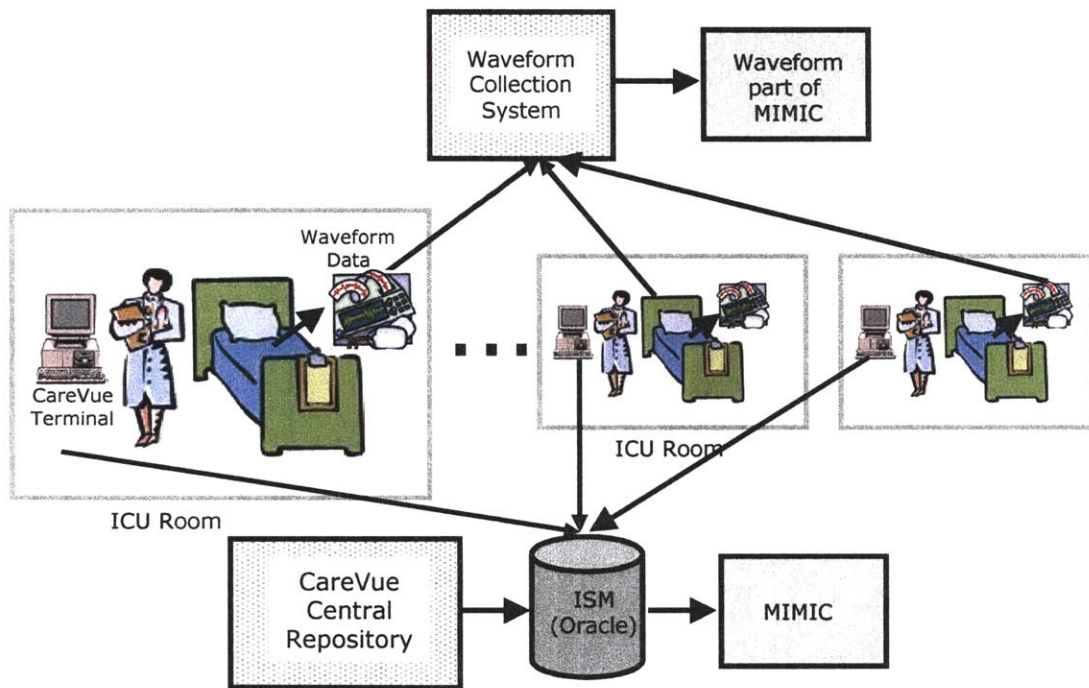 Waveform
Collection
System
Waveform
part of
MIMIC
Waveform
Data
CareVue
Terminal
ICU Room
ICU Room
CareVue
Central
Repository
ISM
(Oracle)
MIMIC